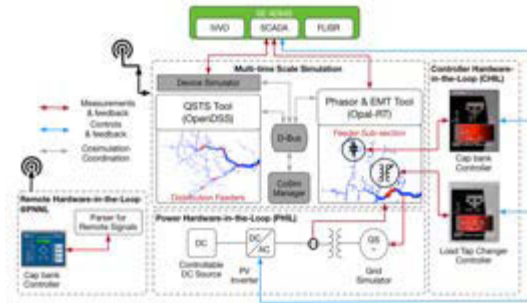 GE ADMS
IVVO
SCADA
FLISR
Multi-time Scale Simulation
Device Simulator
QSTS Tool
(OpenDSS)
Distribution Feeders
D-Bus
Cosim
Manager
Phasor & EMT Tool
(Opal-RT)
Feeder Sub-section
Controller Hardware-
in-the-Loop (CHIL)
Cap bank
Controller
Load Tap Changer
Controller
Measurements
& feedback
Controls
& feedback
Cosimulation
Coordination
Remote Hardware-in-the-Loop
@PNNL
Parser for
Remote Signals
Cap bank
Controller
Power Hardware-in-the-Loop (PHIL)
DC
Controllable
DC Source
DC
AC
PV
Inverter
GS
~
Grid
Simulator